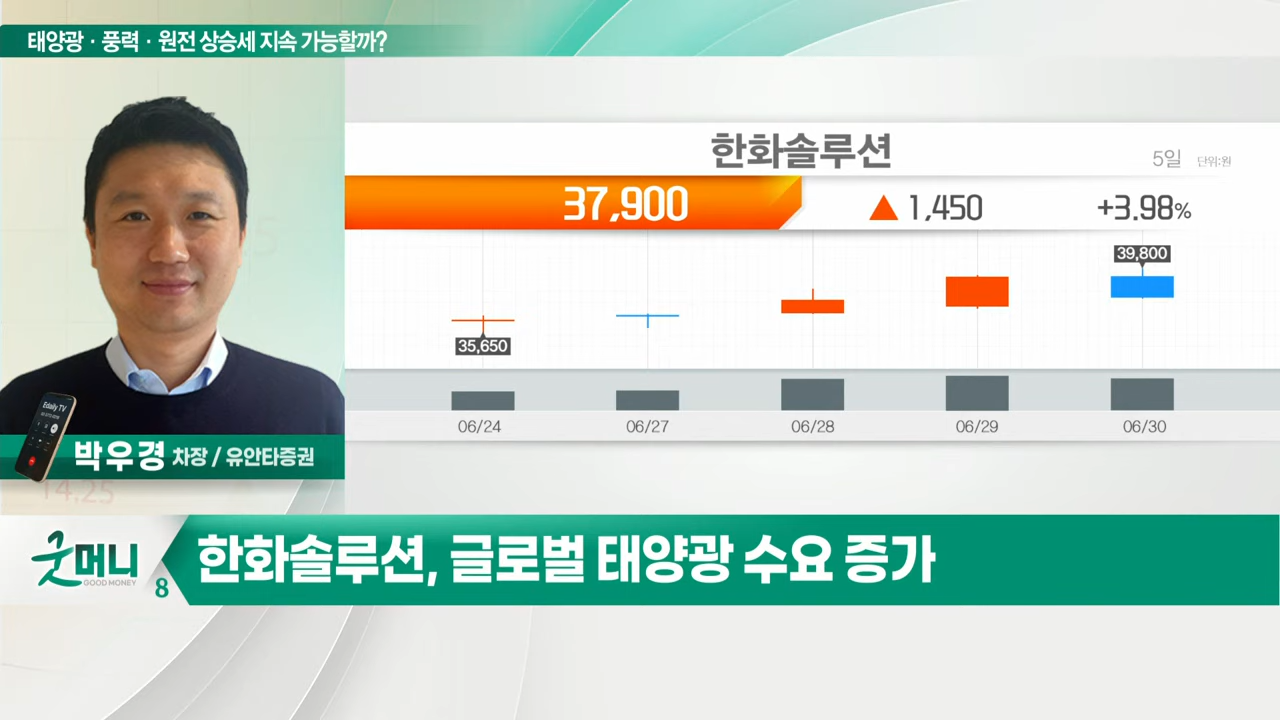 태양광 · 풍력 · 원전 상승세 지속 가능할까?
한화솔루션
5일 단위:원
37,900 ▲ 1,450 +3.98%
39,800
35,650
06/24 06/27 06/28 06/29 06/30
Edaily TV
박우경 차장 / 유안타증권
14.25
굿머니
GOOD MONEY
8
한화솔루션, 글로벌 태양광 수요 증가